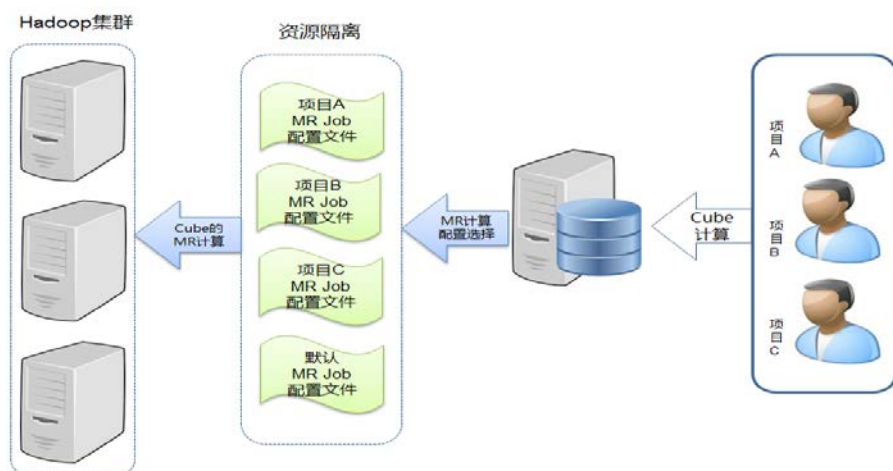 Hadoop集群
资源隔离
项目A
MR Job
配置文件
项目B
MR Job
配置文件
项目C
MR Job
配置文件
默认
MR Job
配置文件
Cube的
MR计算
MR计算
配置选择
Cube
计算
项目A
项目B
项目C